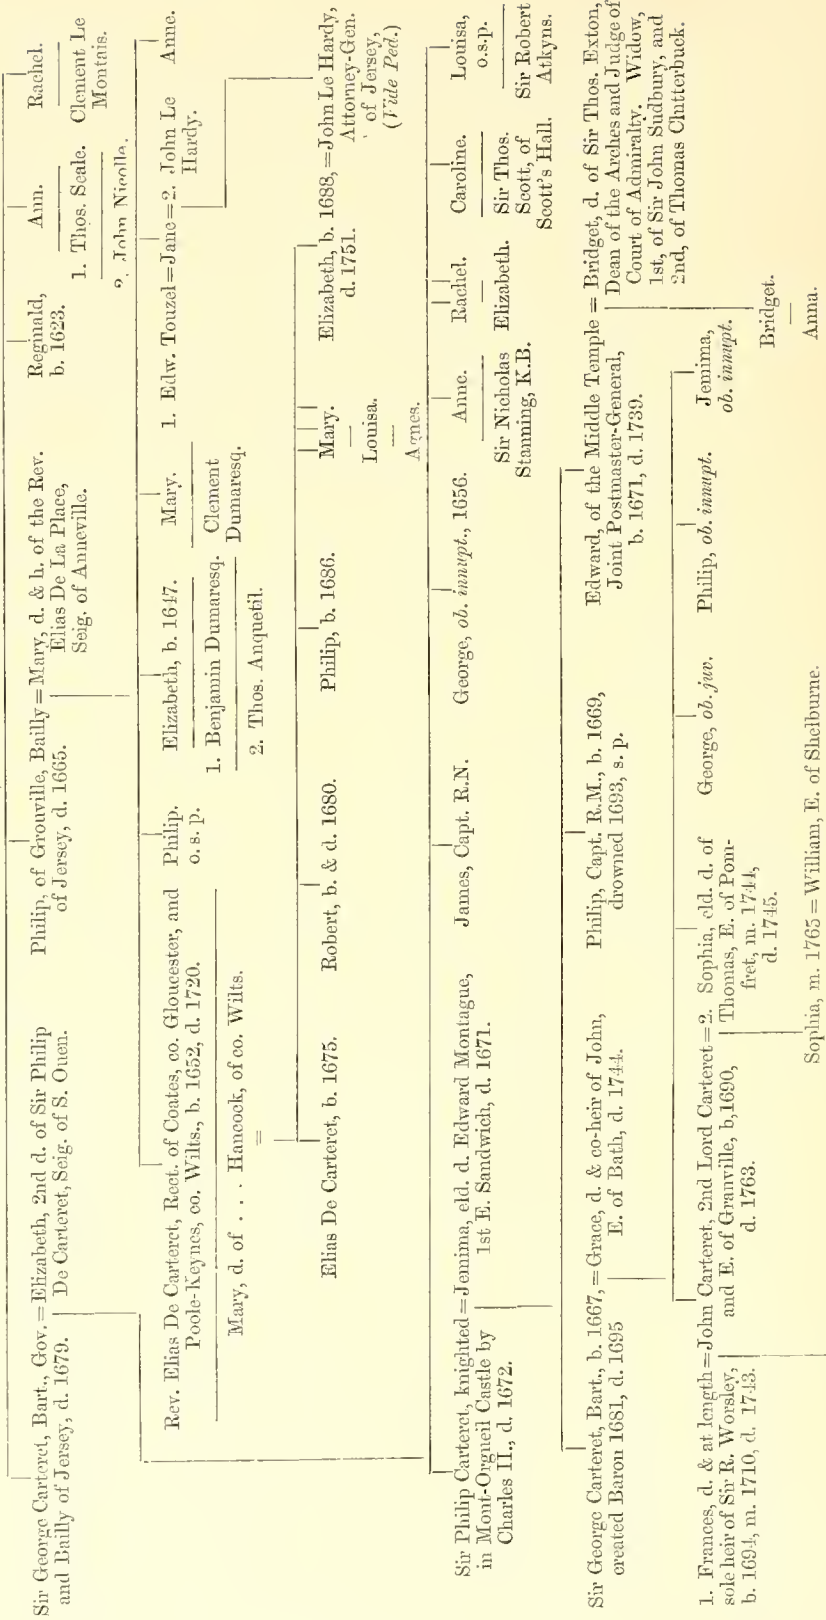 Sir George Carteret, Bart., Gov. = Elizabeth, 2nd d. of Sir Philip
and Bailly of Jersey, d. 1679. De Carteret, Seig. of S. Ouen.
Philip, of Grouville, Bailly = Mary, d. & h. of the Rev.
of Jersey, d. 1665. Elias De La Place,
Seig. of Anneville.
Reginald,
b. 1623.
Ann.
1. Thos. Scale.
2. John Nicolle.
Rachel.
Clement Le
Montais.
Rev. Elias De Carteret, Rect. of Coates, co. Gloucester, and
Poole-Keynes, co. Wilts., b. 1652, d. 1720.
Mary, d. of . . . . Hancock, of co. Wilts.
=
Philip.
o. s. p.
Elizabeth, b. 1647.
1. Benjamin Dumaresq.
2. Thos. Anquetil.
Mary.
Clement
Dumaresq.
1. Edw. Touzel = Jane = 2. John Le
Hardy.
Anne.
Elias De Carteret, b. 1675.
Robert, b. & d. 1680.
Philip, b. 1686.
Mary.
Louisa.
Agnes.
Elizabeth, b. 1688, = John Le Hardy,
d. 1751. Attorney-Gen.
of Jersey,
(Vide Ped.)
Sir Philip Carteret, knighted = Jemima, eld. d. Edward Montague,
in Mont-Orgueil Castle by 1st E. Sandwich, d. 1671.
Charles II., d. 1672.
James, Capt. R.N.
George, ob. innupt., 1656.
Anne.
Sir Nicholas
Stanning, K.B.
Rachel.
Elizabeth.
Caroline.
Sir Thos.
Scott, of
Scott's Hall.
Louisa,
o.s.p.
Sir Robert
Atkyns.
Sir George Carteret, Bart., b. 1667, = Grace, d. & co-heir of John,
created Baron 1681, d. 1695 E. of Bath, d. 1744.
Philip, Capt. R.M., b. 1669,
drowned 1693, s. p.
Edward, of the Middle Temple = Bridget, d. of Sir Thos. Exton,
Joint Postmaster-General, Dean of the Arches and Judge of
b. 1671, d. 1739. Court of Admiralty. Widow,
1st, of Sir John Sudbury, and
2nd, of Thomas Clutterbuck.
1. Frances, d. & at length = John Carteret, 2nd Lord Carteret = 2. Sophia, eld. d. of
sole heir of Sir R. Worsley, and E. of Granville, b, 1690, Thomas, E. of Pom-
b. 1694, m. 1710, d. 1743. d. 1763. fret, m. 1744,
d. 1745.
George, ob. juv.
Philip, ob. innupt.
Jemima,
ob. innupt.
Bridget.
Anna.
Sophia, m. 1765 = William, E. of Shelburne.